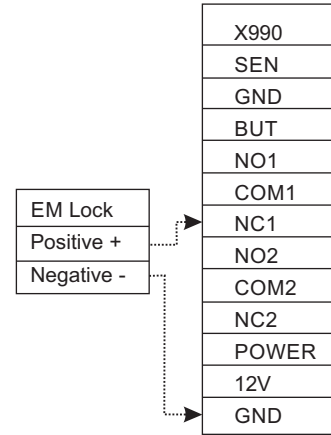 X990
SEN
GND
BUT
NO1
COM1
NC1
NO2
COM2
NC2
POWER
12V
GND
EM Lock
Positive +
Negative -